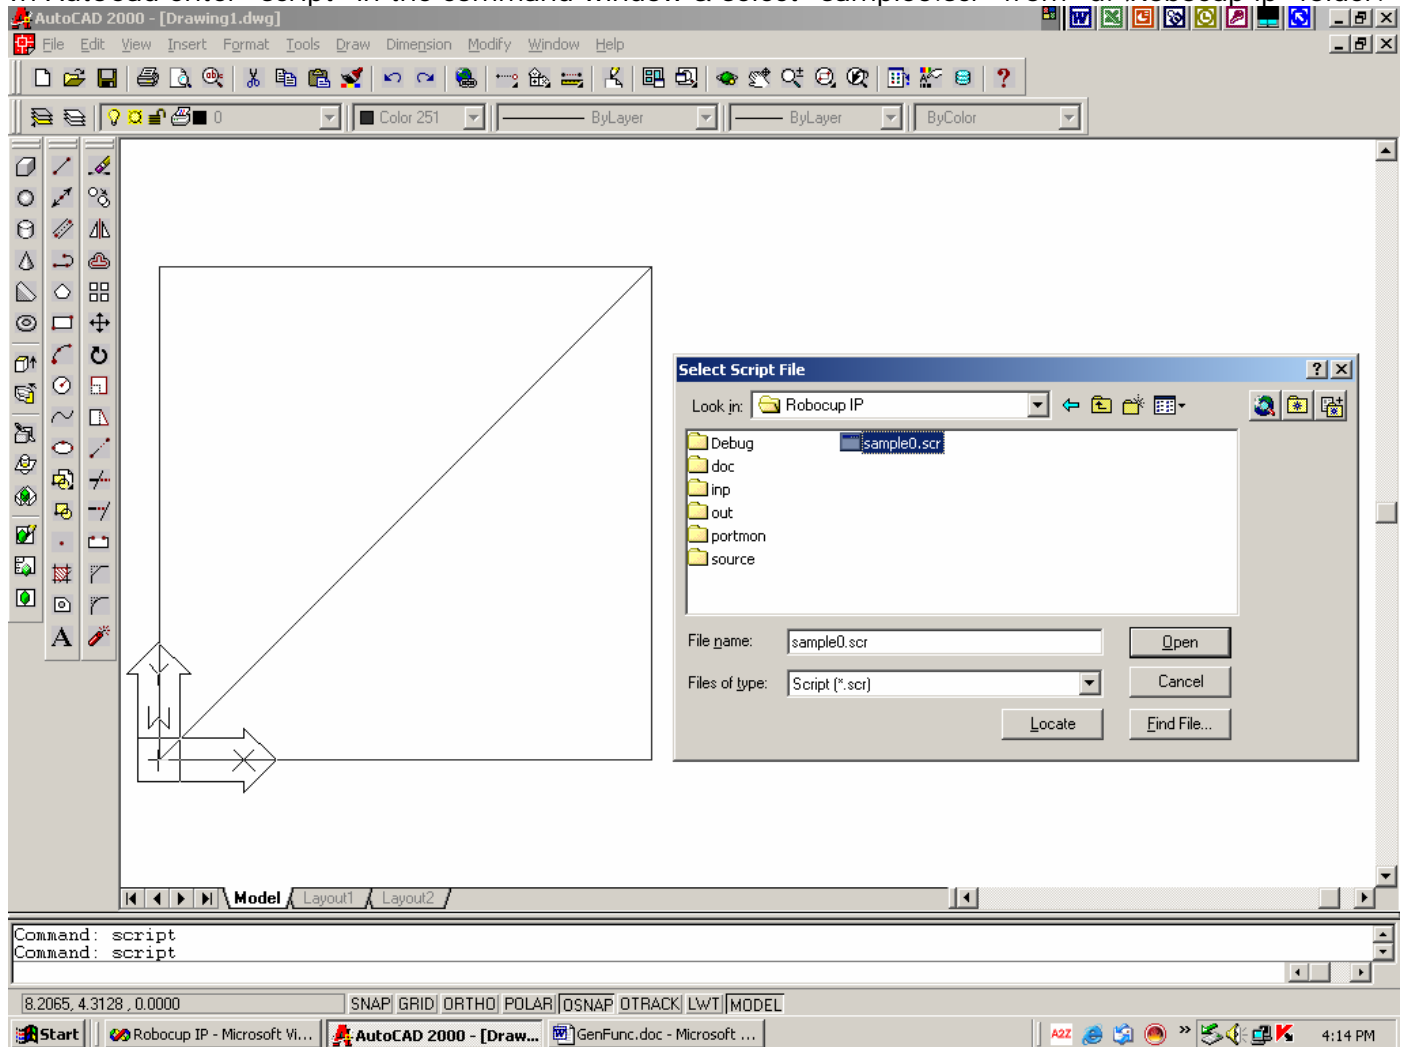 AutoCAD 2000 - [Drawing1.dwg]
File Edit View Insert Format Tools Draw Dimension Modify Window Help
0 Color 251 ByLayer ByLayer ByColor
Select Script File
Look in: Robocup IP
Debug sample0.scr
doc
inp
out
portmon
source
File name: sample0.scr Open
Files of type: Script (*.scr) Cancel
Locate Find File...
Y
W
X
A
Model Layout1 Layout2
Command: script
Command: script
8.2065, 4.3128 , 0.0000 SNAP GRID ORTHO POLAR OSNAP OTRACK LWT MODEL
Start Robocup IP - Microsoft Vi... AutoCAD 2000 - [Draw... GenFunc.doc - Microsoft ... A2Z 4:14 PM